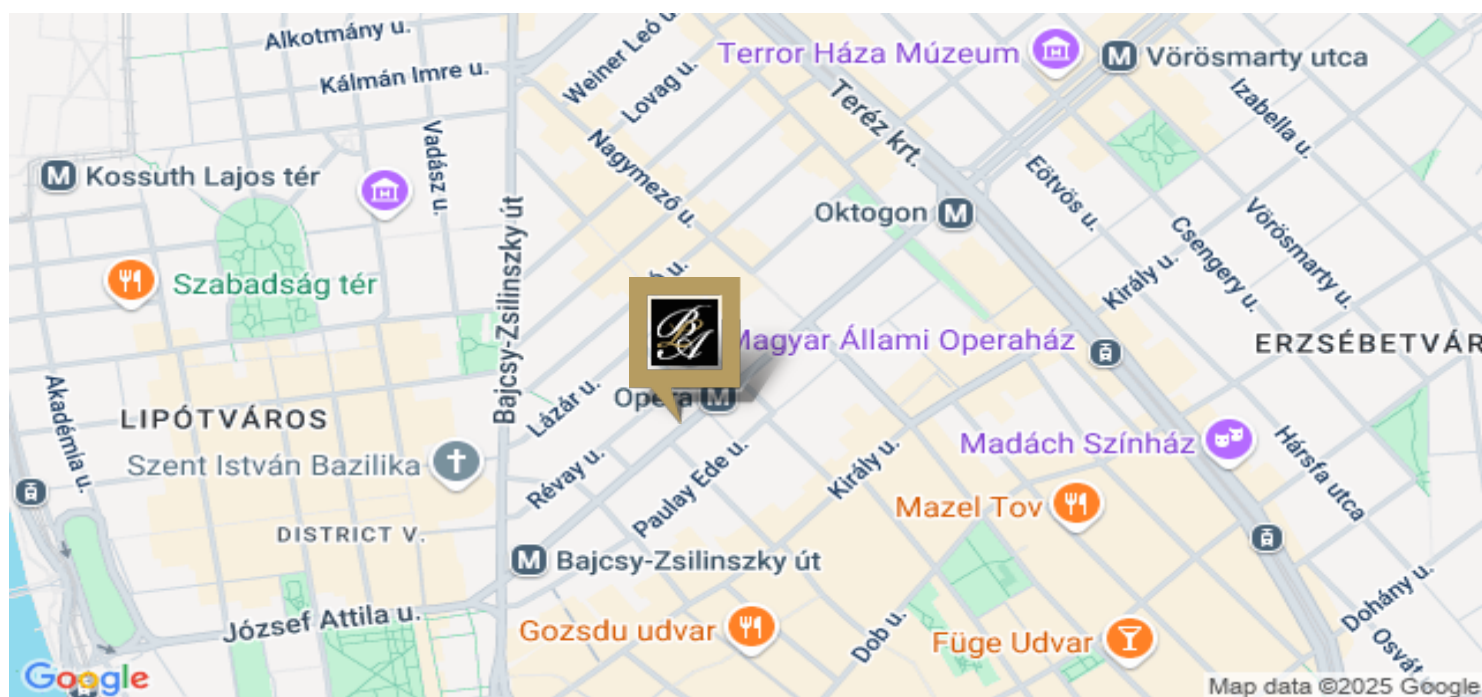 Alkotmány u.
Kálmán Imre u.
Weiner Leó u.
Lovag u.
Terror Háza Múzeum
Vörösmarty utca
Teréz krt.
Izabella u.
Vadász u.
Nagymező u.
M Kossuth Lajos tér
Oktogon M
Eötvös u.
Csengery u.
Vörösmarty u.
Király u.
Szabadság tér
Bajcsy-Zsilinszky út
Magyar Állami Operaház
ERZSÉBETVÁR
Akadémia u.
LIPÓTVÁROS
Lázár u.
Opera M
Szent István Bazilika
Révay u.
Paulay Ede u.
Király u.
Madách Színház
Hársfa utca
Mazel Tov
DISTRICT V.
M Bajcsy-Zsilinszky út
József Attila u.
Gozsdu udvar
Dob u.
Füge Udvar
Dohány u.
Osvát
Google
Map data ©2025 Google